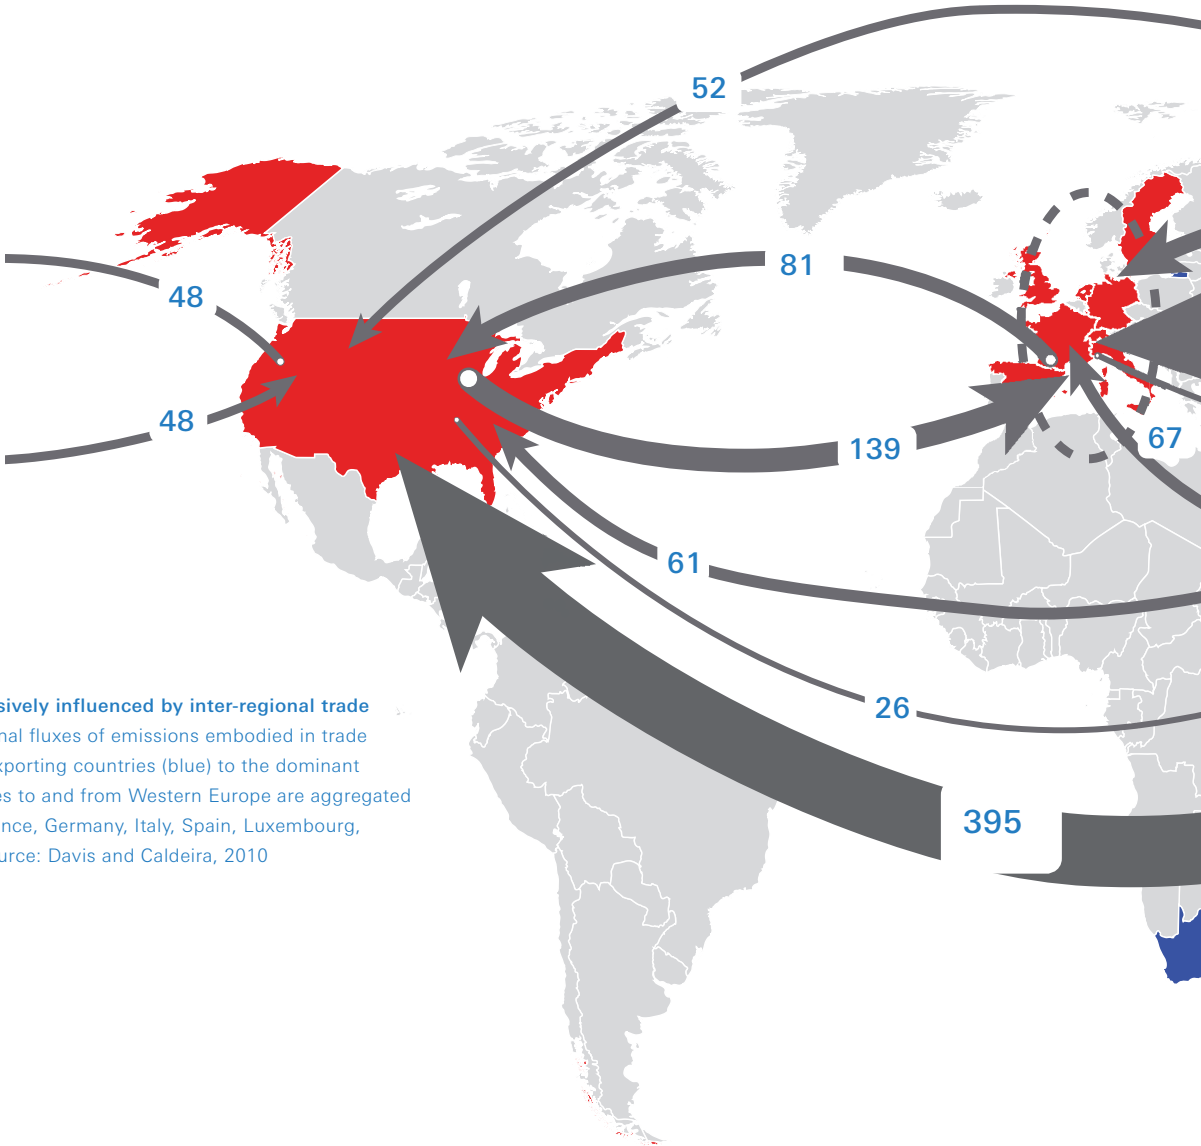 52
81
48
48
139
67
61
26
sively influenced by inter-regional trade
nal fluxes of emissions embodied in trade
xporting countries (blue) to the dominant
es to and from Western Europe are aggregated
nce, Germany, Italy, Spain, Luxembourg,
urce: Davis and Caldeira, 2010
395